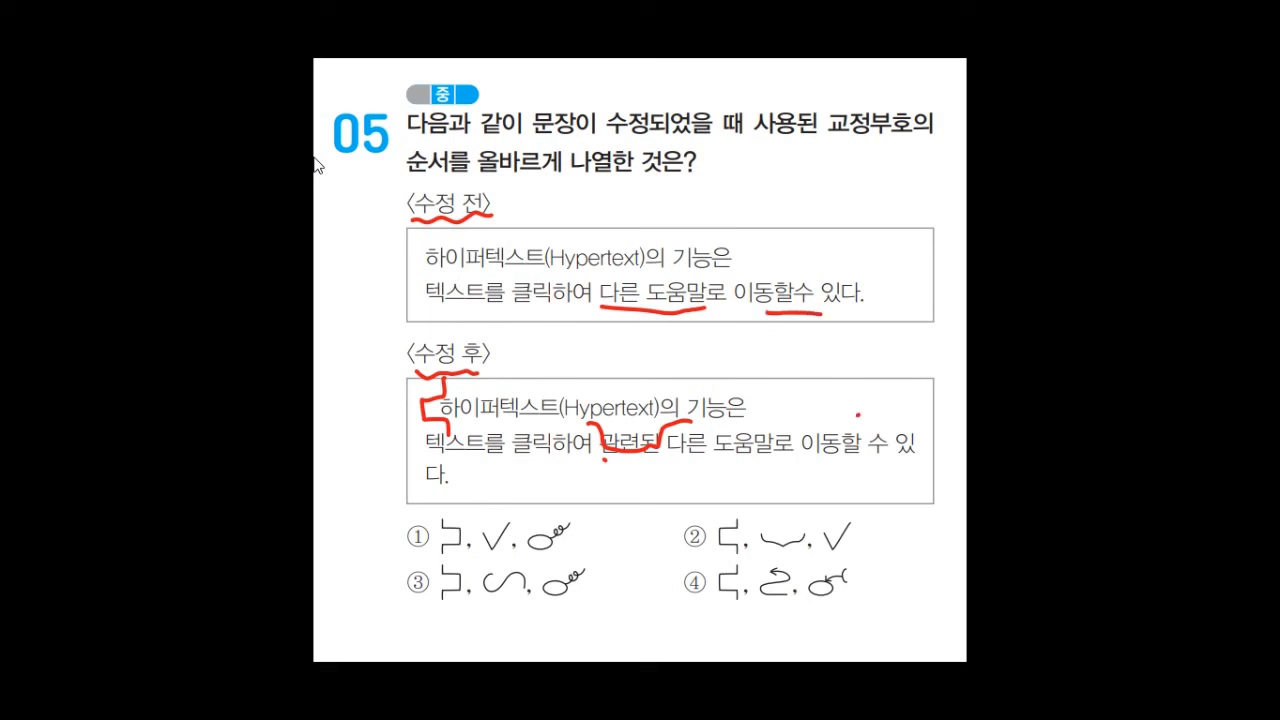 중
05 다음과 같이 문장이 수정되었을 때 사용된 교정부호의
순서를 올바르게 나열한 것은?
〈수정 전〉
하이퍼텍스트(Hypertext)의 기능은
텍스트를 클릭하여 다른 도움말로 이동할수 있다.
〈수정 후〉
하이퍼텍스트(Hypertext)의 기능은
텍스트를 클릭하여 관련된 다른 도움말로 이동할 수 있
다.
① , , ② , ,
③ , , ④ , ,